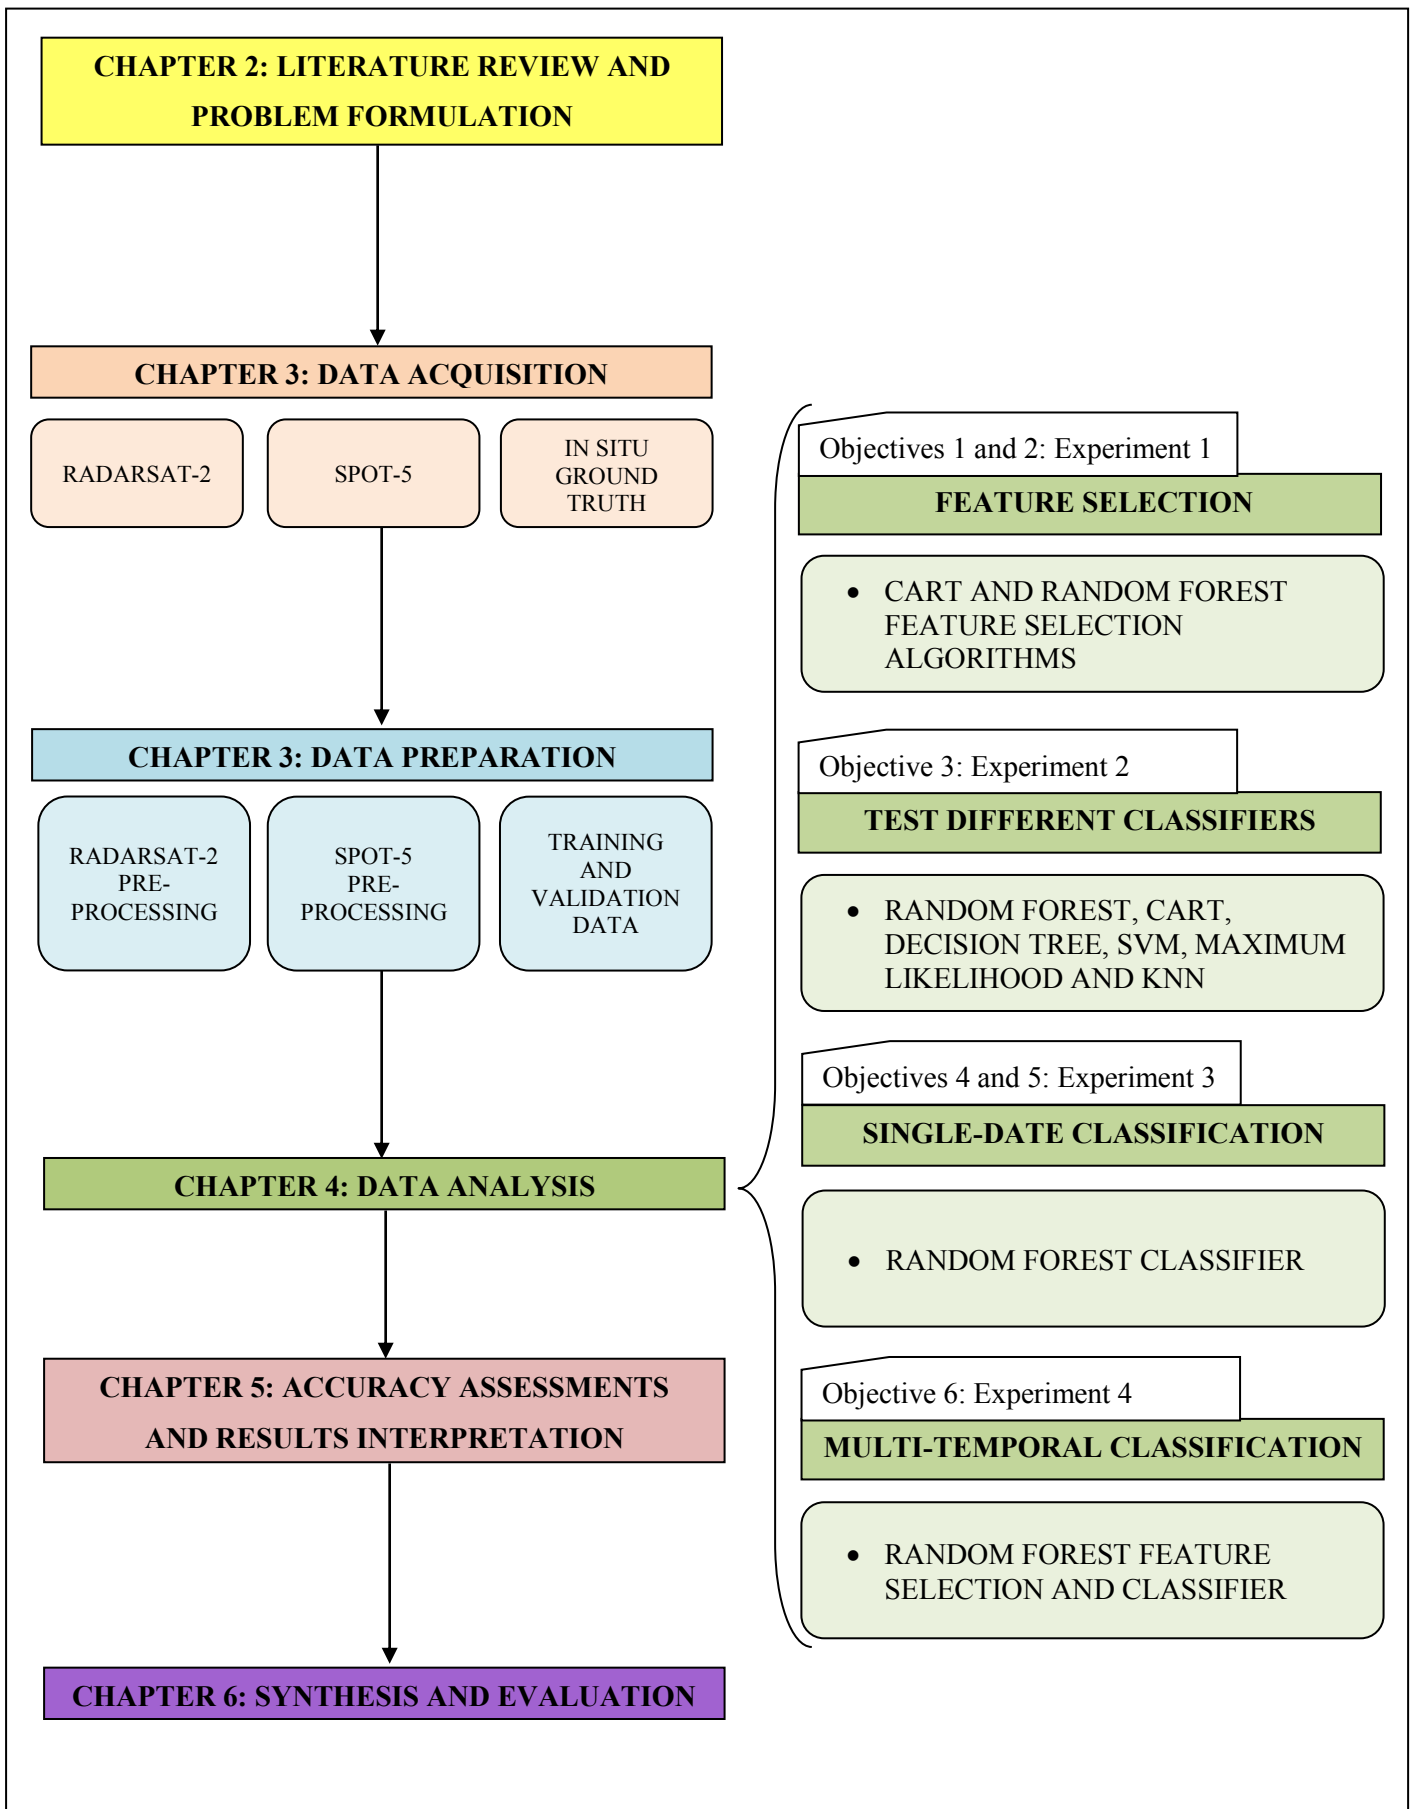 CHAPTER 2: LITERATURE REVIEW AND
PROBLEM FORMULATION
CHAPTER 3: DATA ACQUISITION
RADARSAT-2
SPOT-5
IN SITU
GROUND
TRUTH
CHAPTER 3: DATA PREPARATION
RADARSAT-2
PRE-
PROCESSING
SPOT-5
PRE-
PROCESSING
TRAINING
AND
VALIDATION
DATA
CHAPTER 4: DATA ANALYSIS
CHAPTER 5: ACCURACY ASSESSMENTS
AND RESULTS INTERPRETATION
CHAPTER 6: SYNTHESIS AND EVALUATION
Objectives 1 and 2: Experiment 1
FEATURE SELECTION
• CART AND RANDOM FOREST
FEATURE SELECTION
ALGORITHMS
Objective 3: Experiment 2
TEST DIFFERENT CLASSIFIERS
• RANDOM FOREST, CART,
DECISION TREE, SVM, MAXIMUM
LIKELIHOOD AND KNN
Objectives 4 and 5: Experiment 3
SINGLE-DATE CLASSIFICATION
• RANDOM FOREST CLASSIFIER
Objective 6: Experiment 4
MULTI-TEMPORAL CLASSIFICATION
• RANDOM FOREST FEATURE
SELECTION AND CLASSIFIER